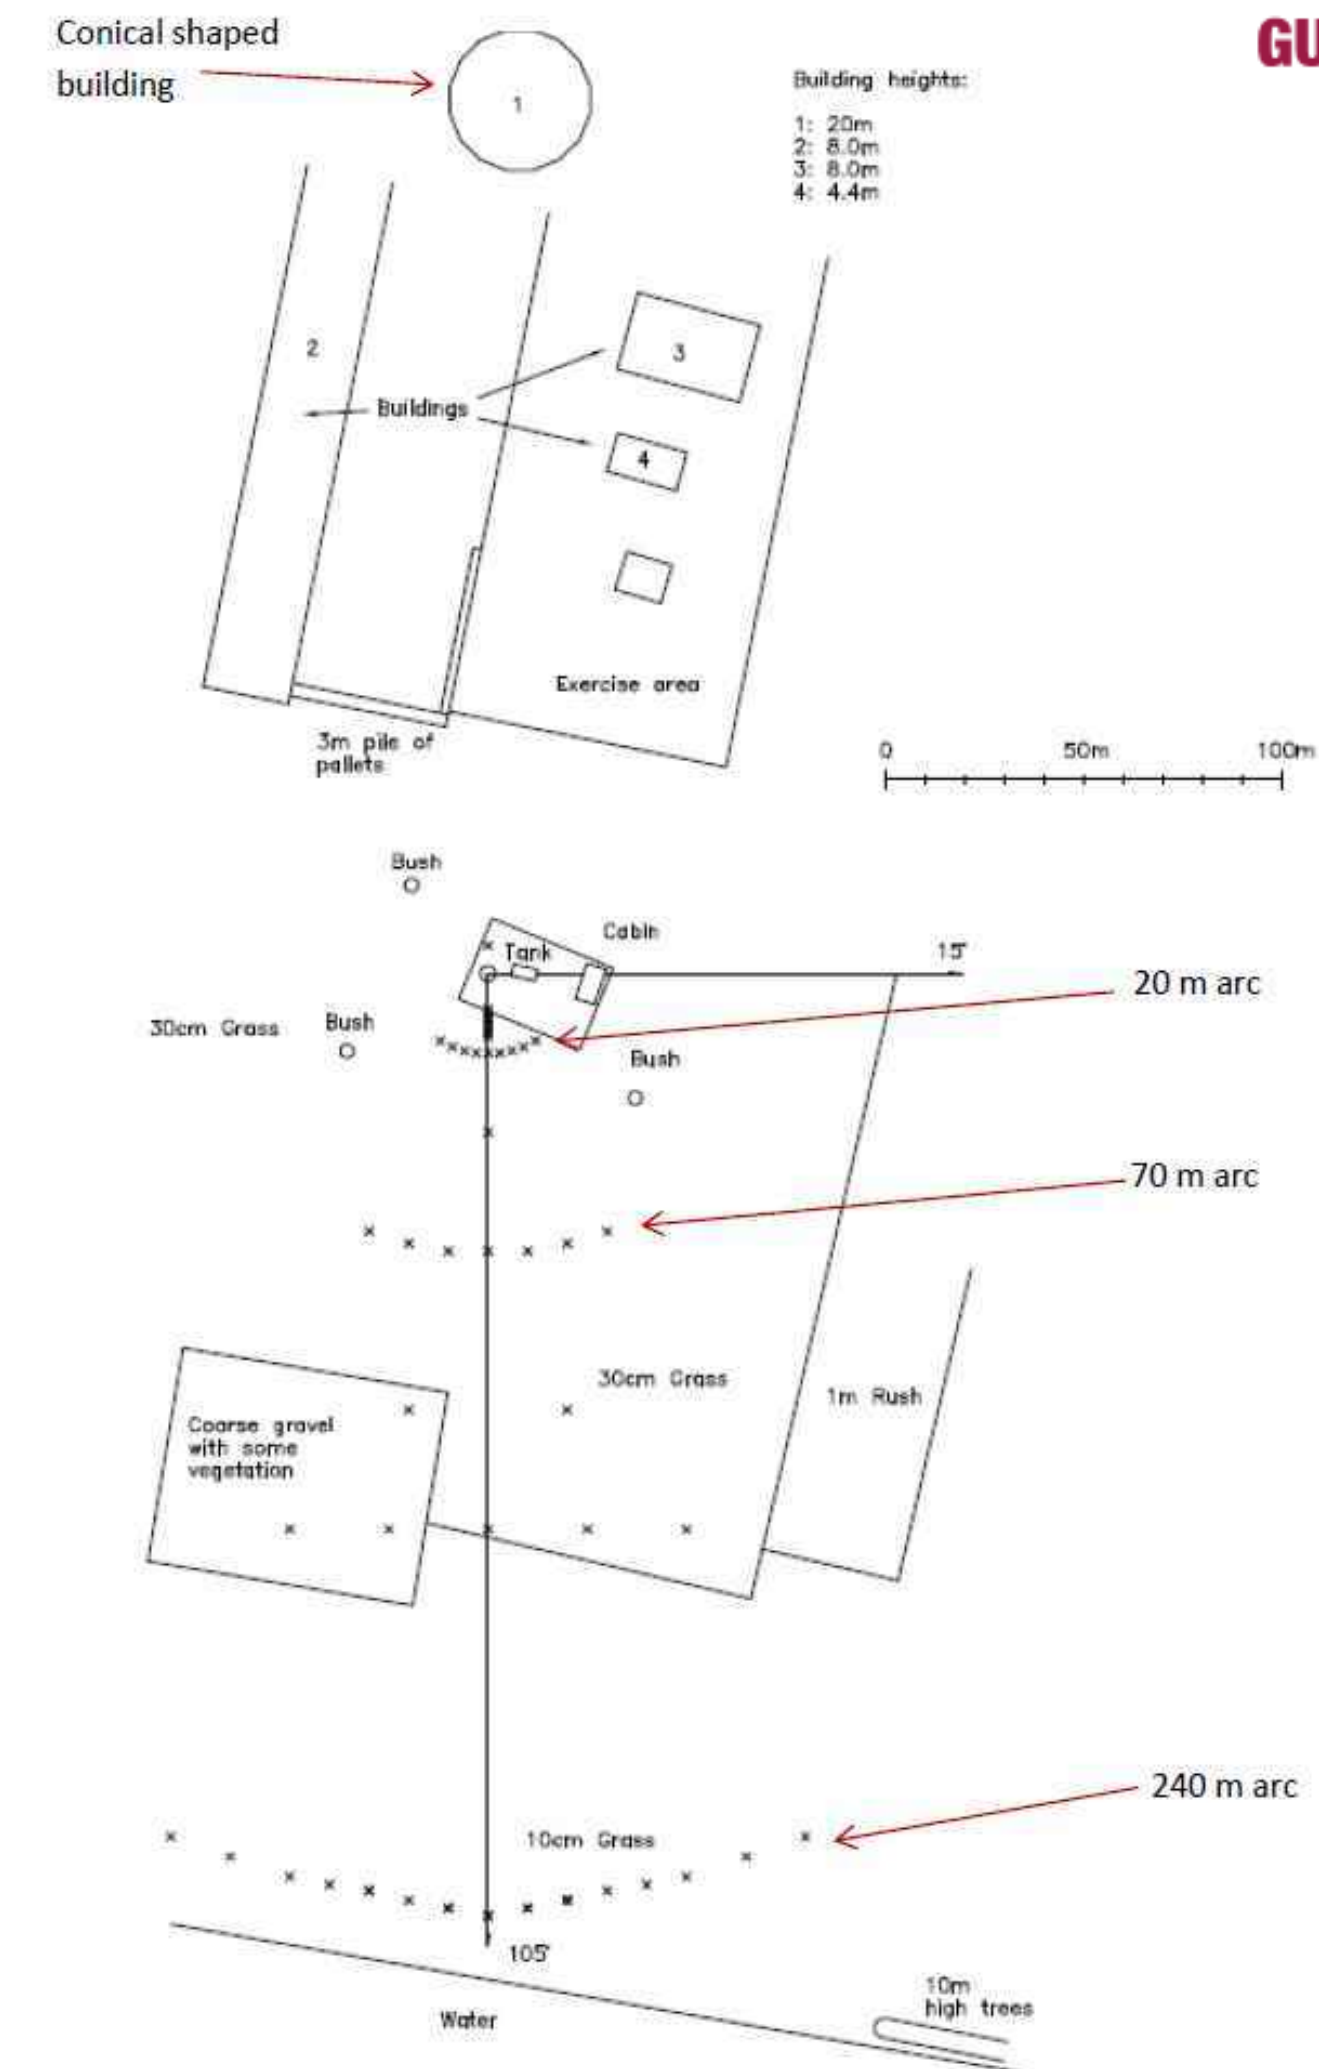 Conical shaped
building
GU
1
Building heights:
1: 20m
2: 8.0m
3: 8.0m
4: 4.4m
2
3
Buildings
4
Exercise area
3m pile of
pallets
0 50m 100m
Bush
Cabin
Tank
15°
20 m arc
30cm Grass
Bush
Bush
70 m arc
30cm Grass
1m Rush
Coarse gravel
with some
vegetation
240 m arc
10cm Grass
105°
10m
high trees
Water